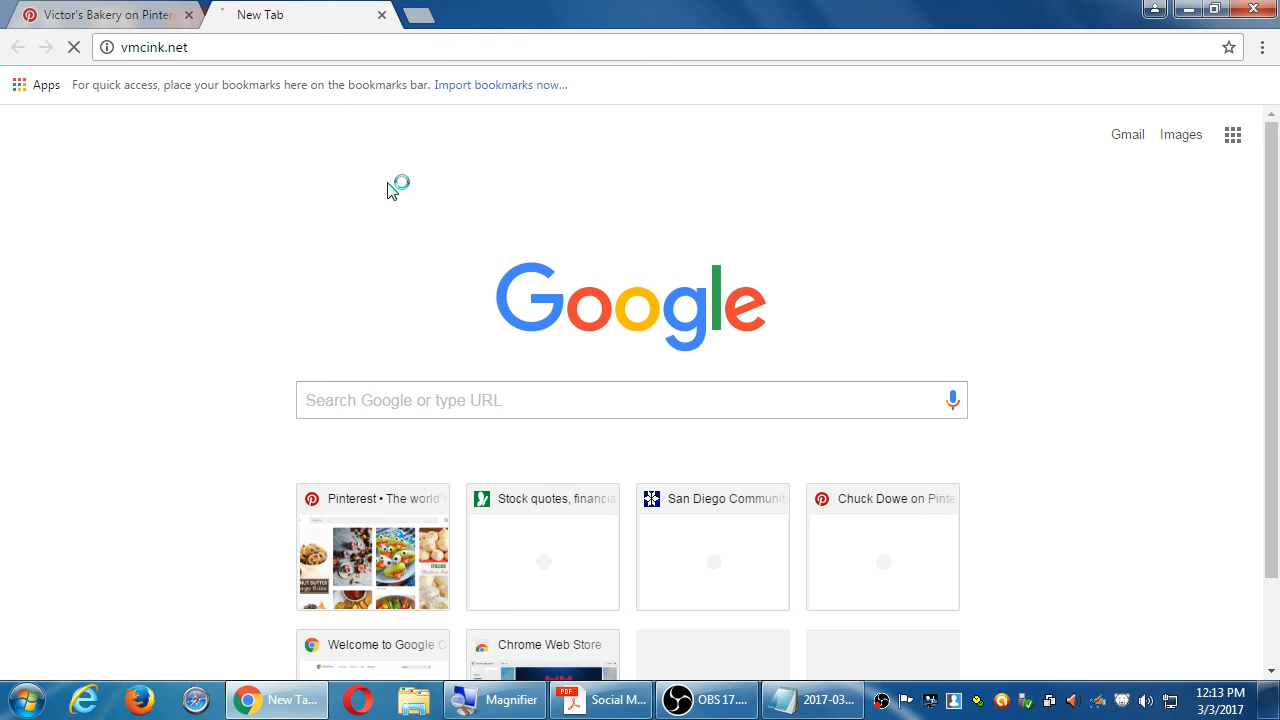 Victor's Bakery on Pinter
New Tab
vmcink.net
Apps For quick access, place your bookmarks here on the bookmarks bar. Import bookmarks now...
Gmail Images
Google
Search Google or type URL
Pinterest • The world's
Stock quotes, financia
San Diego Communit
Chuck Dowe on Pinte
Welcome to Google C
Chrome Web Store
New Ta...
Magnifier
PDF
Social M...
OBS 17....
2017-03...
12:13 PM
3/3/2017